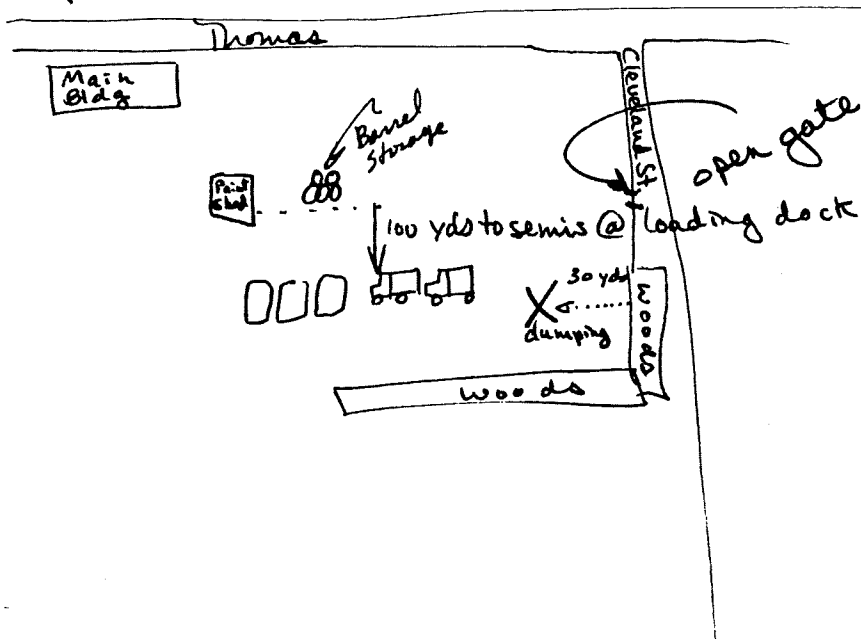 Thomas
Cleveland St.
Main
Bldg
Barrel
Storage
open gate
Paint
Shed
100 yds to semis @ loading dock
30 yds
dumping
woods
woods